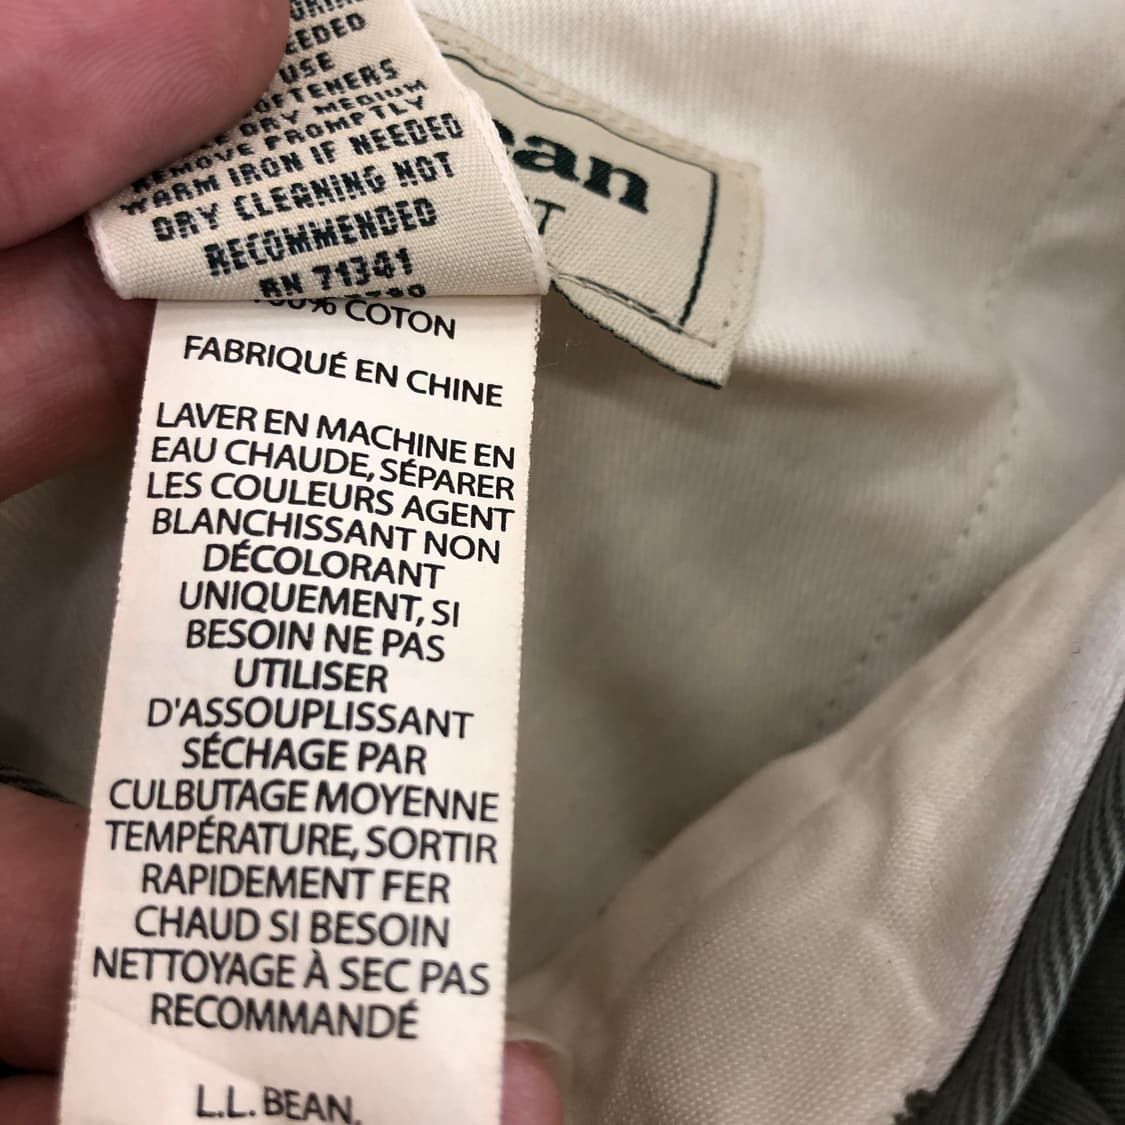 EEDED
USE
DRY MEDIUM
REMOVE PROMPTLY
WARM IRON IF NEEDED
DRY CLEANING NOT
RECOMMENDED
RN 71341
ean
COTON
FABRIQUÉ EN CHINE
LAVER EN MACHINE EN
EAU CHAUDE, SÉPARER
LES COULEURS AGENT
BLANCHISSANT NON
DÉCOLORANT
UNIQUEMENT, SI
BESOIN NE PAS
UTILISER
D'ASSOUPLISSANT
SÉCHAGE PAR
CULBUTAGE MOYENNE
TEMPÉRATURE, SORTIR
RAPIDEMENT FER
CHAUD SI BESOIN
NETTOYAGE À SEC PAS
RECOMMANDÉ
L.L. BEAN.